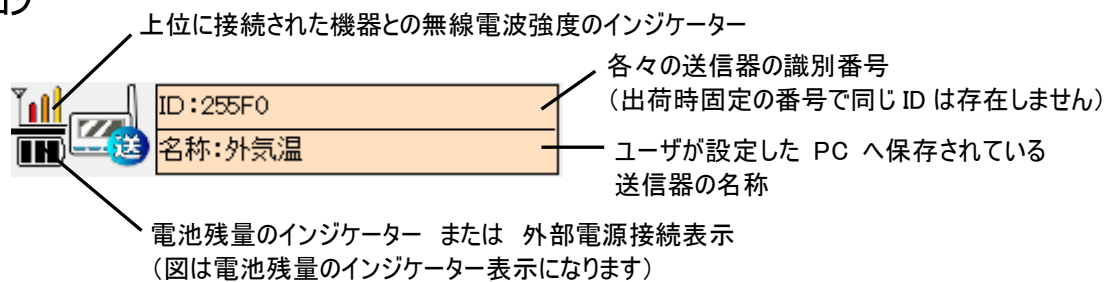 上位に接続された機器との無線電波強度のインジケーター
各々の送信器の識別番号
（出荷時固定の番号で同じ ID は存在しません）
ID:255F0
送
名称:外気温
ユーザが設定した PC へ保存されている
送信器の名称
電池残量のインジケーター または 外部電源接続表示
（図は電池残量のインジケーター表示になります）